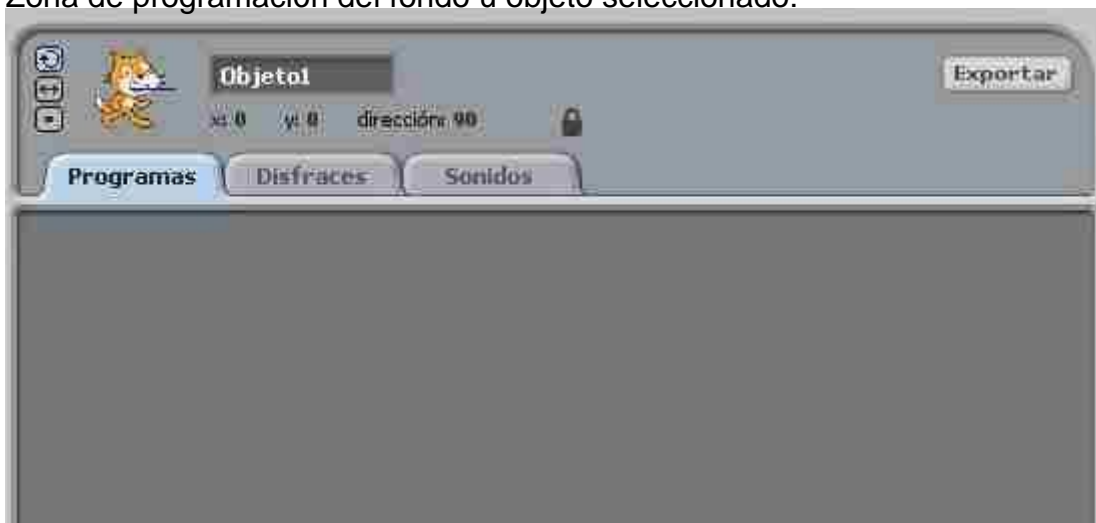 Zona de programación del fondo u objeto seleccionado.
Objeto1
Exportar
x: 0 y: 0 dirección: 90
Programas Disfraces Sonidos